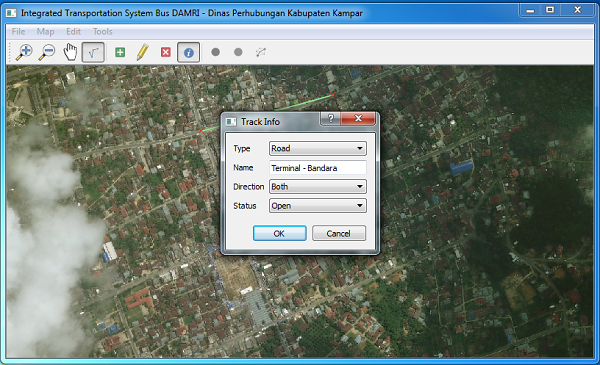 Integrated Transportation System Bus DAMRI - Dinas Perhubungan Kabupaten Kampar
File Map Edit Tools
Track Info
Type Road
Name Terminal - Bandara
Direction Both
Status Open
OK Cancel